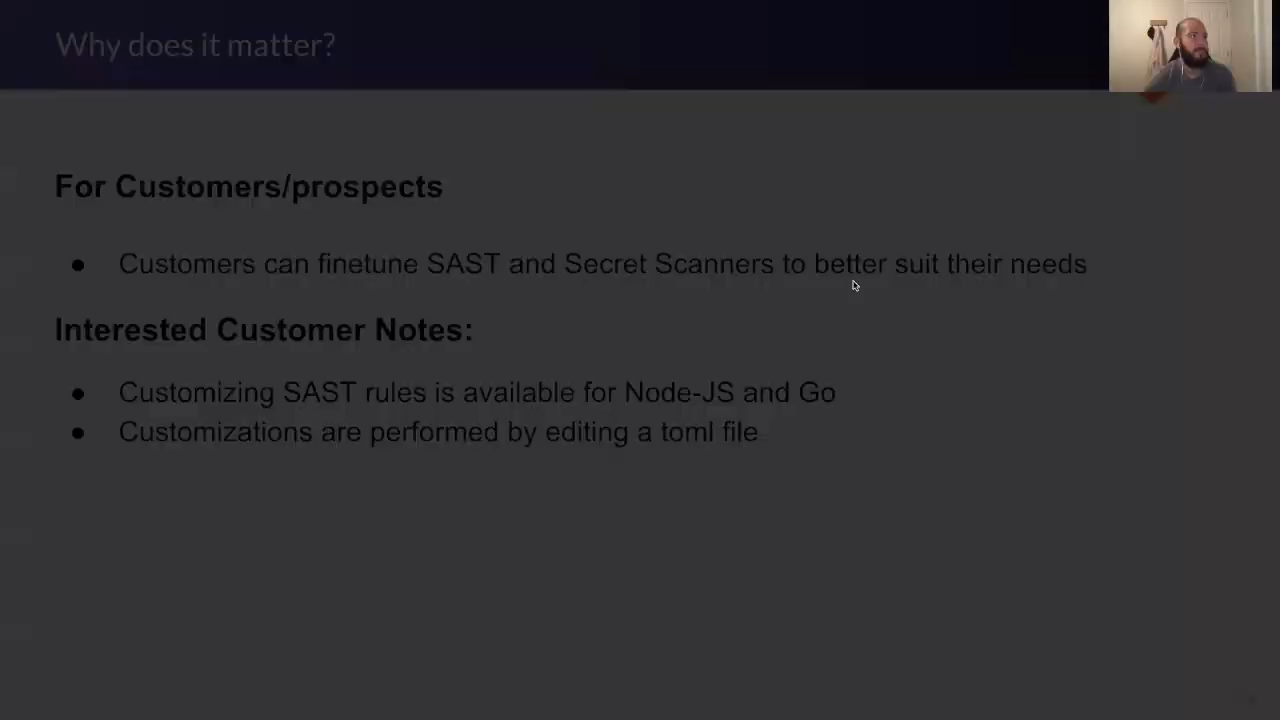 Why does it matter?
For Customers/prospects
● Customers can finetune SAST and Secret Scanners to better suit their needs
Interested Customer Notes:
● Customizing SAST rules is available for Node-JS and Go
● Customizations are performed by editing a toml file